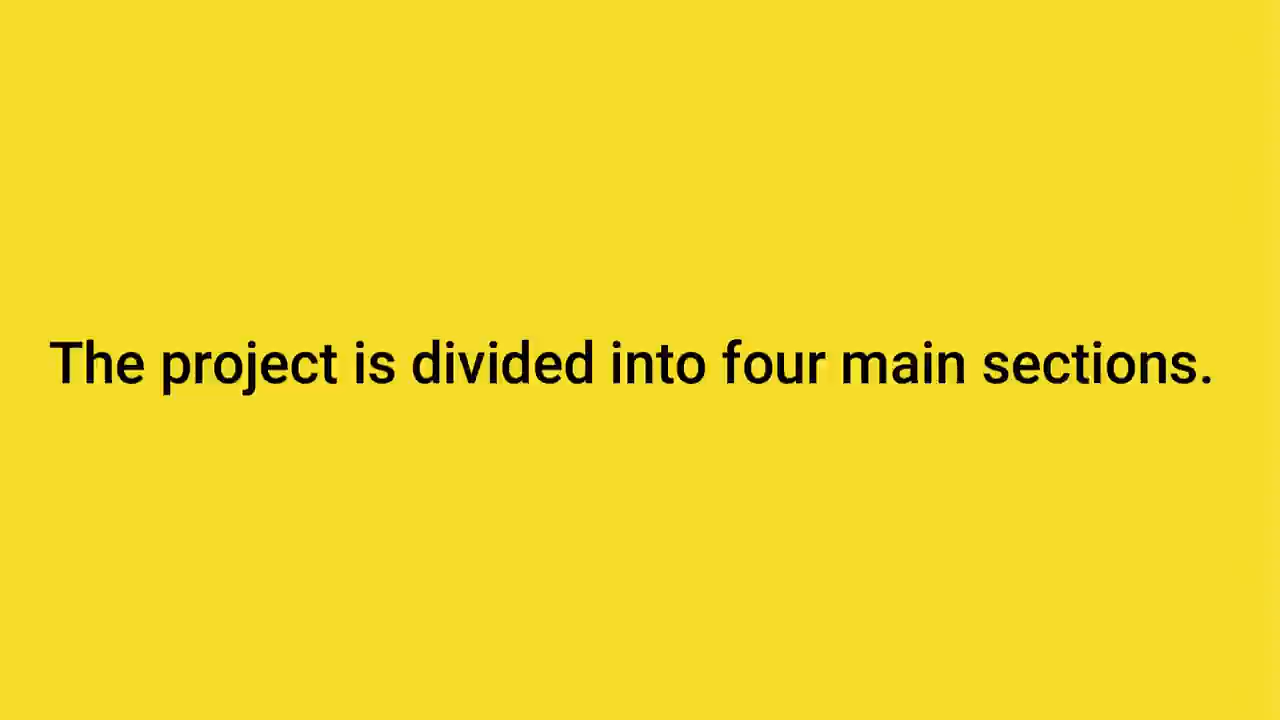 The project is divided into four main sections.